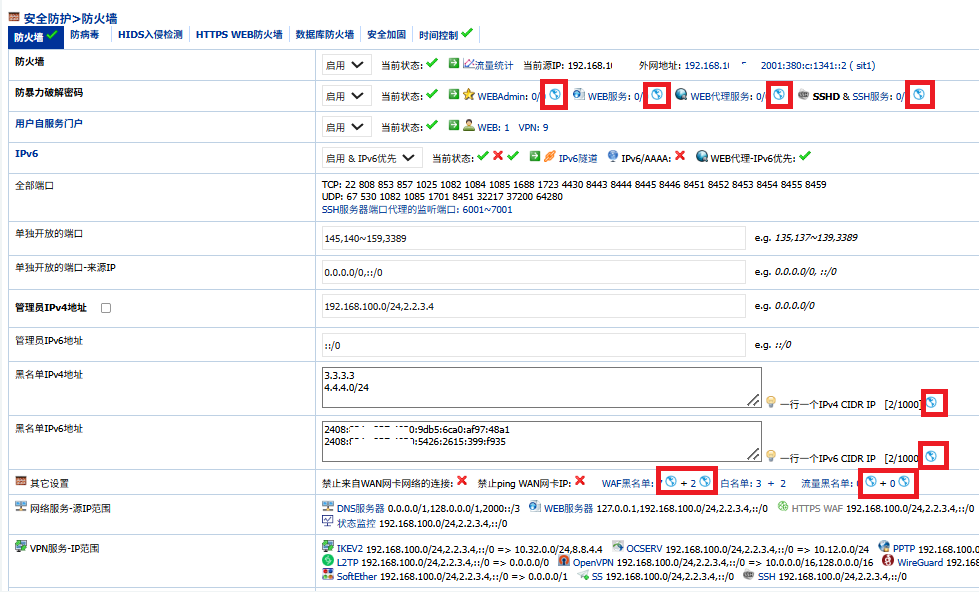 安全防护>防火墙
防火墙 防病毒 HIDS入侵检测 HTTPS WEB防火墙 数据库防火墙 安全加固 时间控制
防火墙 启用 当前状态: 流量统计 当前源IP: 192.168.1 外网地址: 192.168.1 2001:380:c:1341::2 ( sit1)
防暴力破解密码 启用 当前状态: WEBAdmin: 0/ WEB服务: 0/ WEB代理服务: 0/ SSHD & SSH服务: 0/
用户自服务门户 启用 当前状态: WEB: 1 VPN: 9
IPv6 启用 & IPv6优先 当前状态: IPv6隧道 IPv6/AAAA: WEB代理-IPv6优先:
全部端口 TCP: 22 808 853 857 1025 1082 1084 1085 1688 1723 4430 8443 8444 8445 8446 8451 8452 8453 8454 8455 8459
UDP: 67 530 1082 1085 1701 8451 32217 37200 64280
SSH服务器端口代理的监听端口: 6001~7001
单独开放的端口 145,140~159,3389 e.g. 135,137~139,3389
单独开放的端口-来源IP 0.0.0.0/0,::/0 e.g. 0.0.0.0/0, ::/0
管理员IPv4地址 192.168.100.0/24,2.2.3.4 e.g. 0.0.0.0/0
管理员IPv6地址 ::/0 e.g. ::/0
黑名单IPv4地址 3.3.3.3
4.4.4.0/24
一行一个IPv4 CIDR IP [2/1000]
黑名单IPv6地址 2408: 0:9db5:6ca0:af97:48a1
2408: 0:5426:2615:399:f935
一行一个IPv6 CIDR IP [2/1000
其它设置 禁止来自WAN网卡网络的连接: 禁止ping WAN网卡IP: WAF黑名单: + 2 白名单: 3 + 2 流量黑名单: + 0
网络服务-源IP范围 DNS服务器 0.0.0.0/1,128.0.0.0/1,2000::/3 WEB服务器 127.0.0.1,192.168.100.0/24,2.2.3.4,::/0 HTTPS WAF 192.168.100.0/24,2.2.3.4,::/0
状态监控 192.168.100.0/24,2.2.3.4,::/0
VPN服务-IP范围 IKEV2 192.168.100.0/24,2.2.3.4,::/0 => 10.32.0.0/24,8.8.4.4 OCSERV 192.168.100.0/24,2.2.3.4,::/0 => 10.12.0.0/24 PPTP 192.168.100.0
L2TP 192.168.100.0/24,2.2.3.4,::/0 => 0.0.0.0/0 OpenVPN 192.168.100.0/24,2.2.3.4,::/0 => 10.0.0.0/16,128.0.0.0/16 WireGuard 192.168
SoftEther 192.168.100.0/24,2.2.3.4,::/0 => 0.0.0.0/1 SS 192.168.100.0/24,2.2.3.4,::/0 SSH 192.168.100.0/24,2.2.3.4,::/0